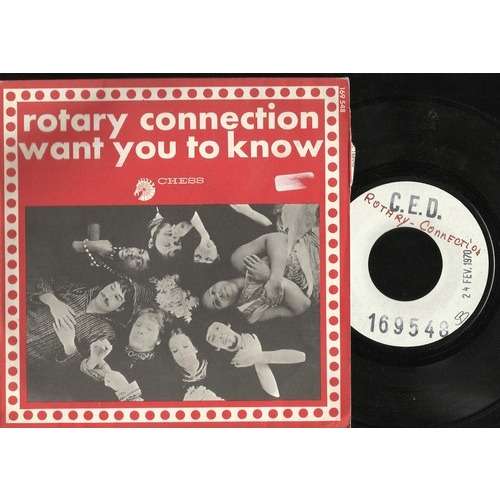 169.548
rotary connection
want you to know
CHESS
C.E.D.
ROTARY - CONNECTION
24 FEV. 1970
169548